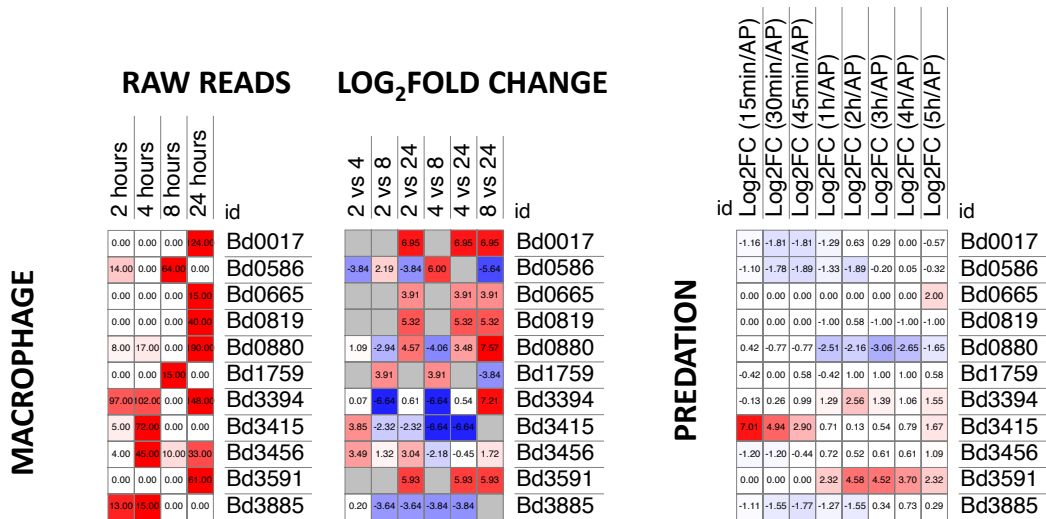 RAW READS
LOG2FOLD CHANGE
MACROPHAGE
PREDATION
2 hours 4 hours 8 hours 24 hours id
2 vs 4 2 vs 8 2 vs 24 4 vs 8 4 vs 24 8 vs 24 id
id Log2FC (15min/AP) Log2FC (30min/AP) Log2FC (45min/AP) Log2FC (1h/AP) Log2FC (2h/AP) Log2FC (3h/AP) Log2FC (4h/AP) Log2FC (5h/AP)
0.00 0.00 0.00 124.00 Bd0017 6.95 6.95 6.95 Bd0017 -1.16 -1.81 -1.81 -1.29 0.63 0.29 0.00 -0.57 Bd0017
14.00 0.00 64.00 0.00 Bd0586 -3.84 2.19 -3.84 6.00 -5.64 Bd0586 -1.10 -1.78 -1.89 -1.33 -1.89 -0.20 0.05 -0.32 Bd0586
0.00 0.00 0.00 15.00 Bd0665 3.91 3.91 3.91 Bd0665 0.00 0.00 0.00 0.00 0.00 0.00 0.00 2.00 Bd0665
0.00 0.00 0.00 40.00 Bd0819 5.32 5.32 5.32 Bd0819 0.00 0.00 0.00 -1.00 0.58 -1.00 -1.00 -1.00 Bd0819
8.00 17.00 0.00 190.00 Bd0880 1.09 -2.94 4.57 -4.06 3.48 7.57 Bd0880 0.42 -0.77 -0.77 -2.51 -2.16 -3.06 -2.65 -1.65 Bd0880
0.00 0.00 15.00 0.00 Bd1759 3.91 3.91 -3.84 Bd1759 -0.42 0.00 0.58 -0.42 1.00 1.00 1.00 0.58 Bd1759
97.00 102.00 0.00 148.00 Bd3394 0.07 -6.64 0.61 -6.64 0.54 7.21 Bd3394 -0.13 0.26 0.99 1.29 2.56 1.39 1.06 1.55 Bd3394
5.00 72.00 0.00 0.00 Bd3415 3.85 -2.32 -2.32 -6.64 -6.64 Bd3415 7.01 4.94 2.90 0.71 0.13 0.54 0.79 1.67 Bd3415
4.00 45.00 10.00 33.00 Bd3456 3.49 1.32 3.04 -2.18 -0.45 1.72 Bd3456 -1.20 -1.20 -0.44 0.72 0.52 0.61 0.61 1.09 Bd3456
0.00 0.00 0.00 61.00 Bd3591 5.93 5.93 5.93 Bd3591 0.00 0.00 0.00 2.32 4.58 4.52 3.70 2.32 Bd3591
13.00 15.00 0.00 0.00 Bd3885 0.20 -3.64 -3.64 -3.84 -3.84 Bd3885 -1.11 -1.55 -1.77 -1.27 -1.55 0.34 0.73 0.29 Bd3885